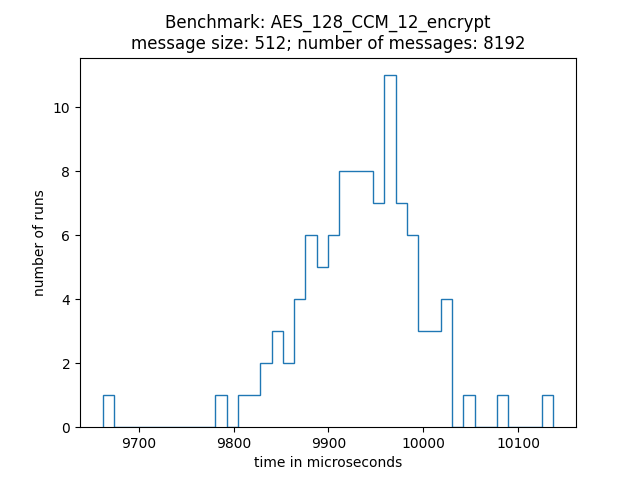 Benchmark: AES_128_CCM_12_encrypt
message size: 512; number of messages: 8192
10
8
6
4
2
0
number of runs
9700 9800 9900 10000 10100
time in microseconds